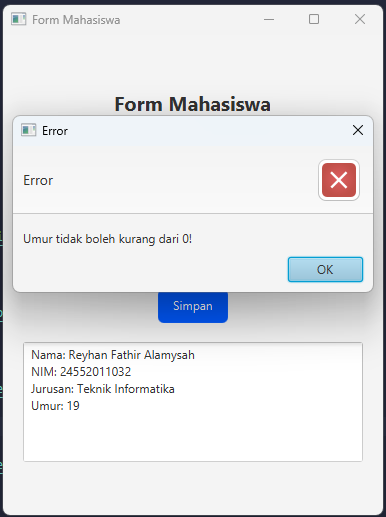 Form Mahasiswa
Form Mahasiswa
Error
Error
Umur tidak boleh kurang dari 0!
OK
Simpan
Nama: Reyhan Fathir Alamysah
NIM: 24552011032
Jurusan: Teknik Informatika
Umur: 19